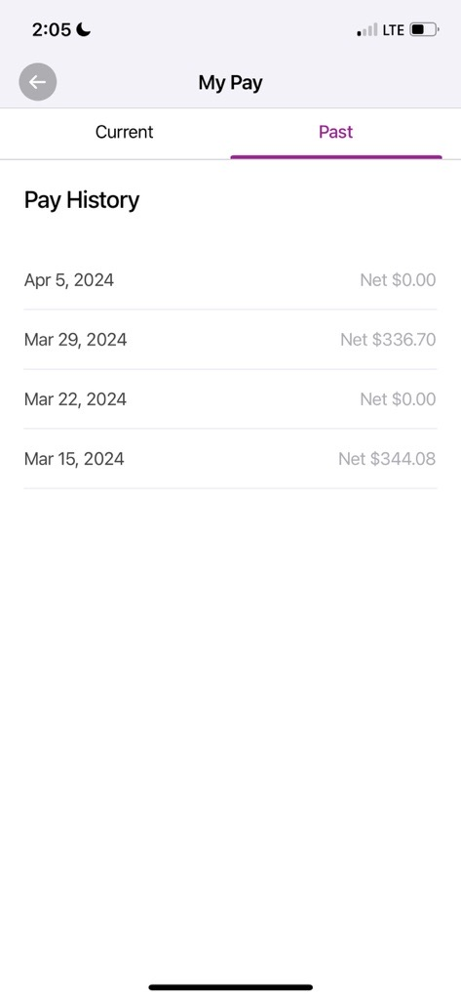 2:05 LTE
My Pay
Current Past
Pay History
Apr 5, 2024 Net $0.00
Mar 29, 2024 Net $336.70
Mar 22, 2024 Net $0.00
Mar 15, 2024 Net $344.08